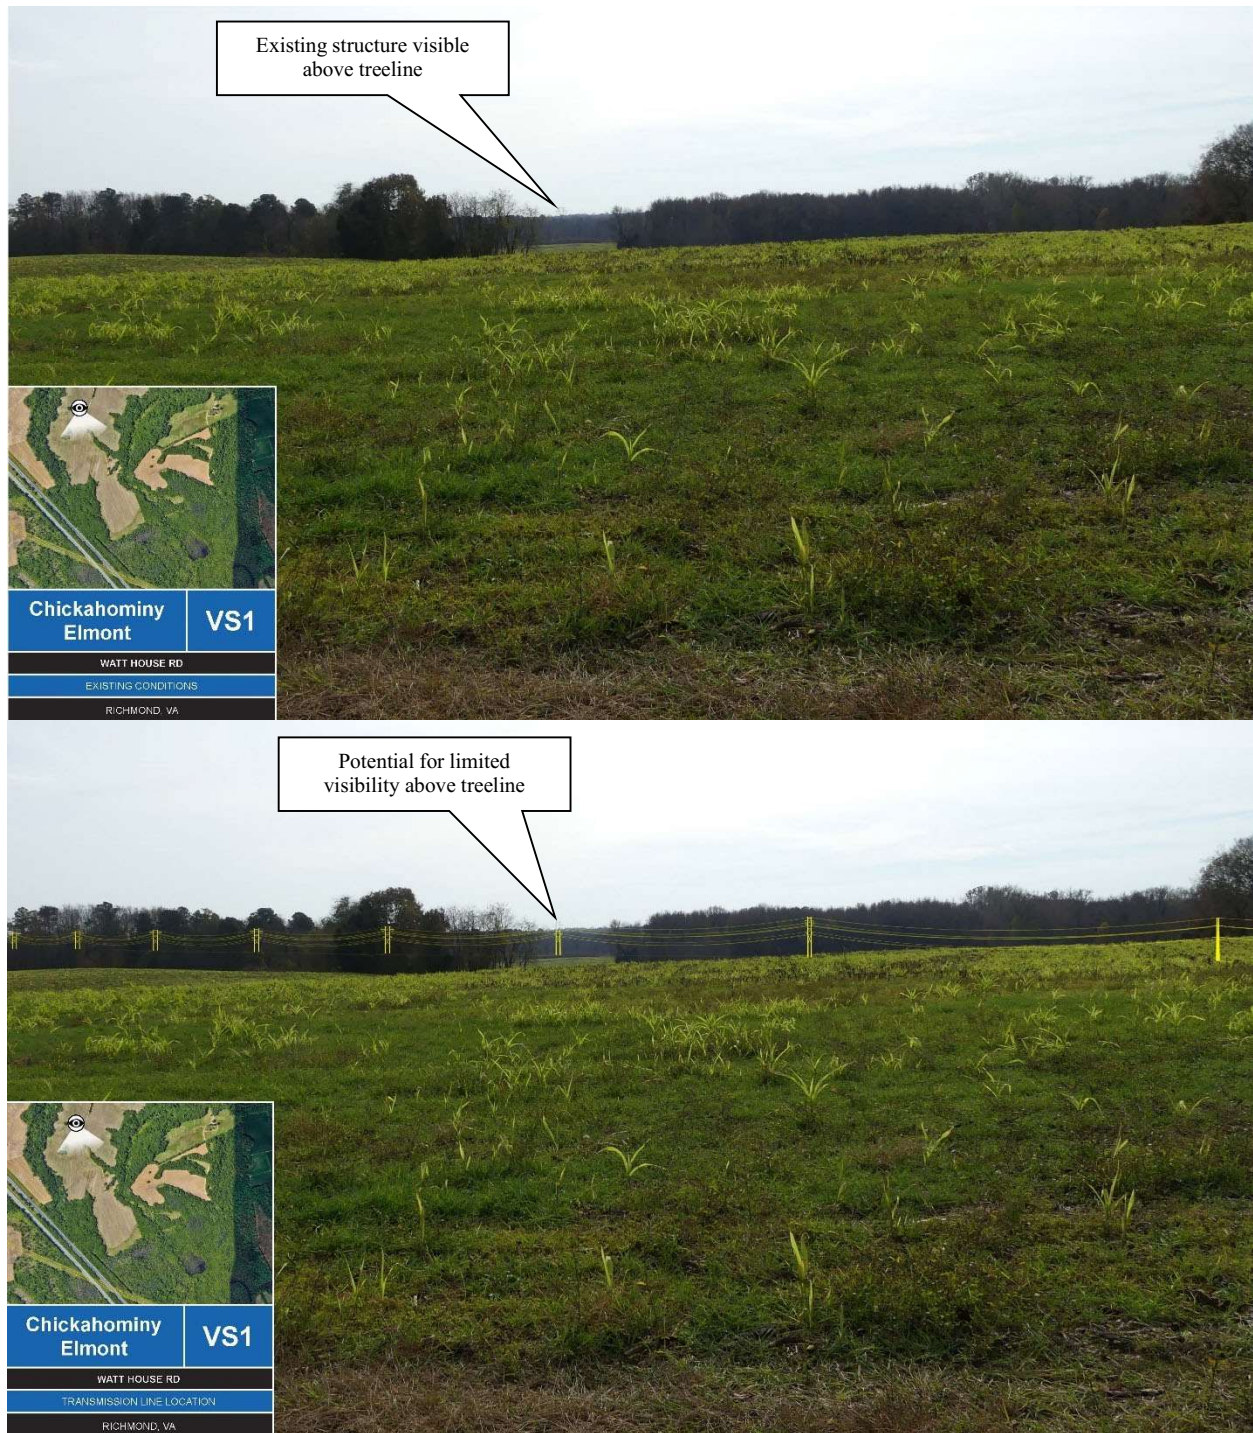 Existing structure visible
above treeline
Chickahominy
Elmont
VS1
WATT HOUSE RD
EXISTING CONDITIONS
RICHMOND, VA
Potential for limited
visibility above treeline
Chickahominy
Elmont
VS1
WATT HOUSE RD
TRANSMISSION LINE LOCATION
RICHMOND, VA